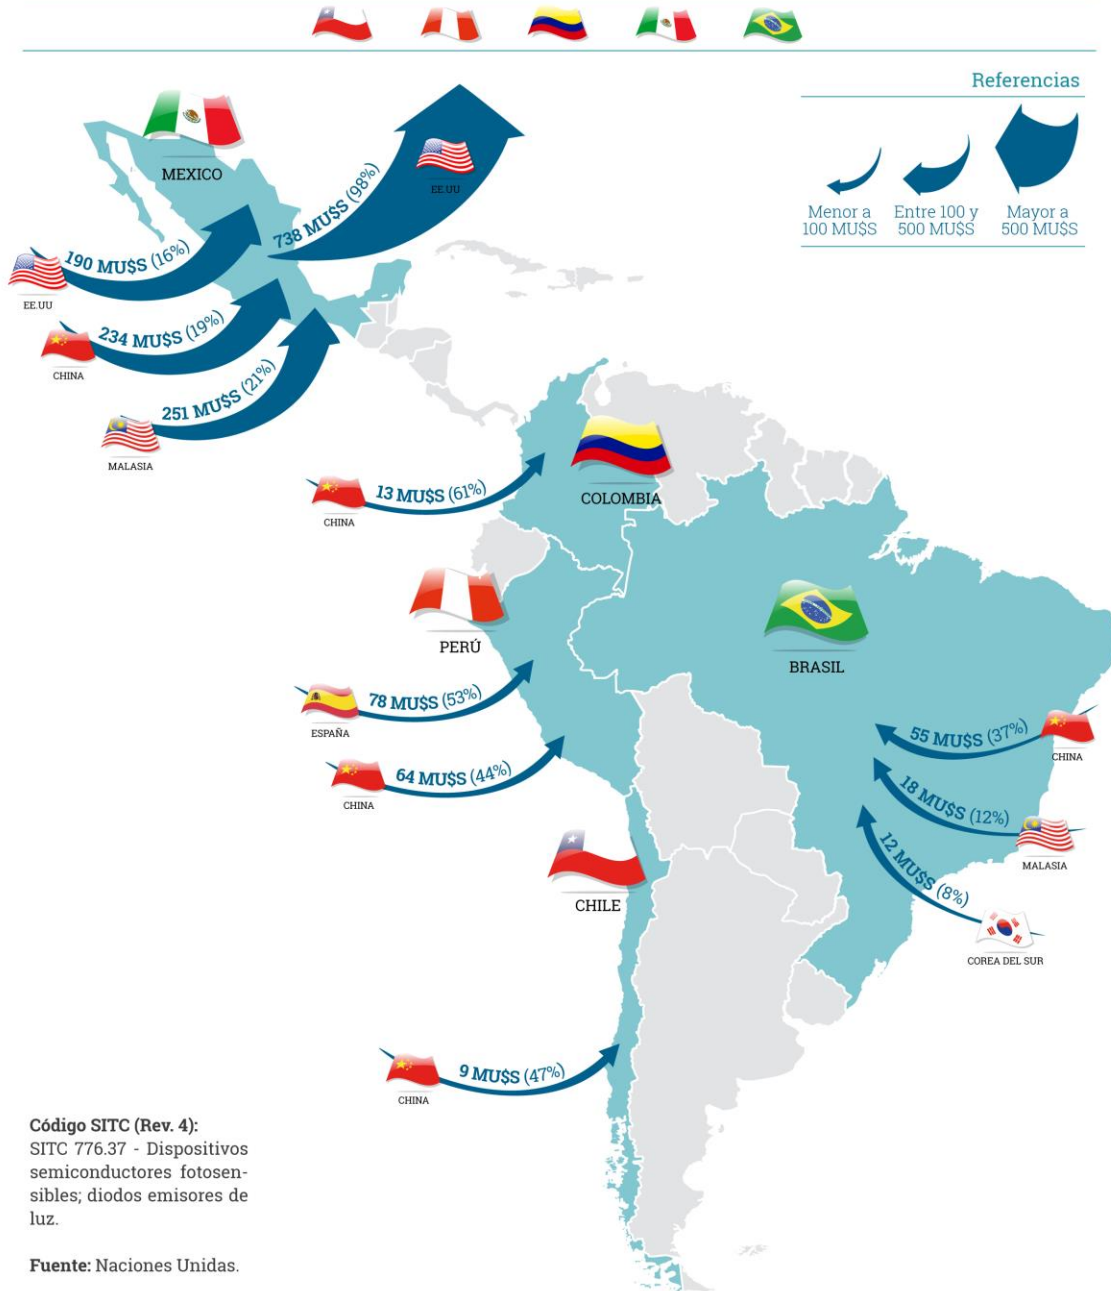 Referencias
Menor a
100 MU$S
Entre 100 y
500 MU$S
Mayor a
500 MU$S
MEXICO
738 MU$S (98%)
EE.UU
190 MU$S (16%)
EE.UU
234 MU$S (19%)
CHINA
251 MU$S (21%)
MALASIA
COLOMBIA
13 MU$S (61%)
CHINA
PERÚ
78 MU$S (53%)
ESPAÑA
64 MU$S (44%)
CHINA
BRASIL
55 MU$S (37%)
CHINA
18 MU$S (12%)
MALASIA
12 MU$S (8%)
COREA DEL SUR
CHILE
9 MU$S (47%)
CHINA
Código SITC (Rev. 4):
SITC 776.37 - Dispositivos
semiconductores fotosen-
sibles; diodos emisores de
luz.
Fuente: Naciones Unidas.